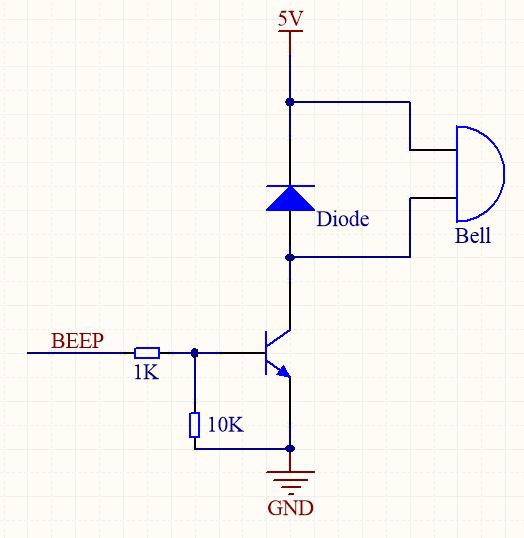 5V
Diode
Bell
BEEP
1K
10K
GND